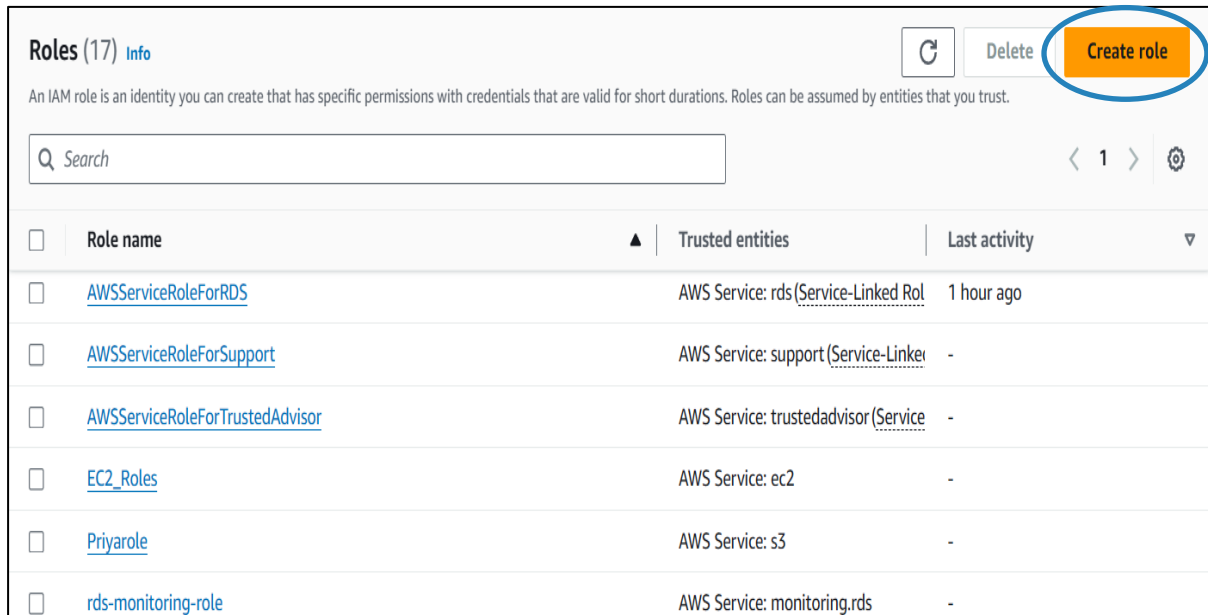 Roles (17) Info
Delete
Create role
An IAM role is an identity you can create that has specific permissions with credentials that are valid for short durations. Roles can be assumed by entities that you trust.
Search
1
Role name Trusted entities Last activity
AWSServiceRoleForRDS AWS Service: rds (Service-Linked Rol 1 hour ago
AWSServiceRoleForSupport AWS Service: support (Service-Linked -
AWSServiceRoleForTrustedAdvisor AWS Service: trustedadvisor (Service -
EC2_Roles AWS Service: ec2 -
Priyarole AWS Service: s3 -
rds-monitoring-role AWS Service: monitoring.rds -